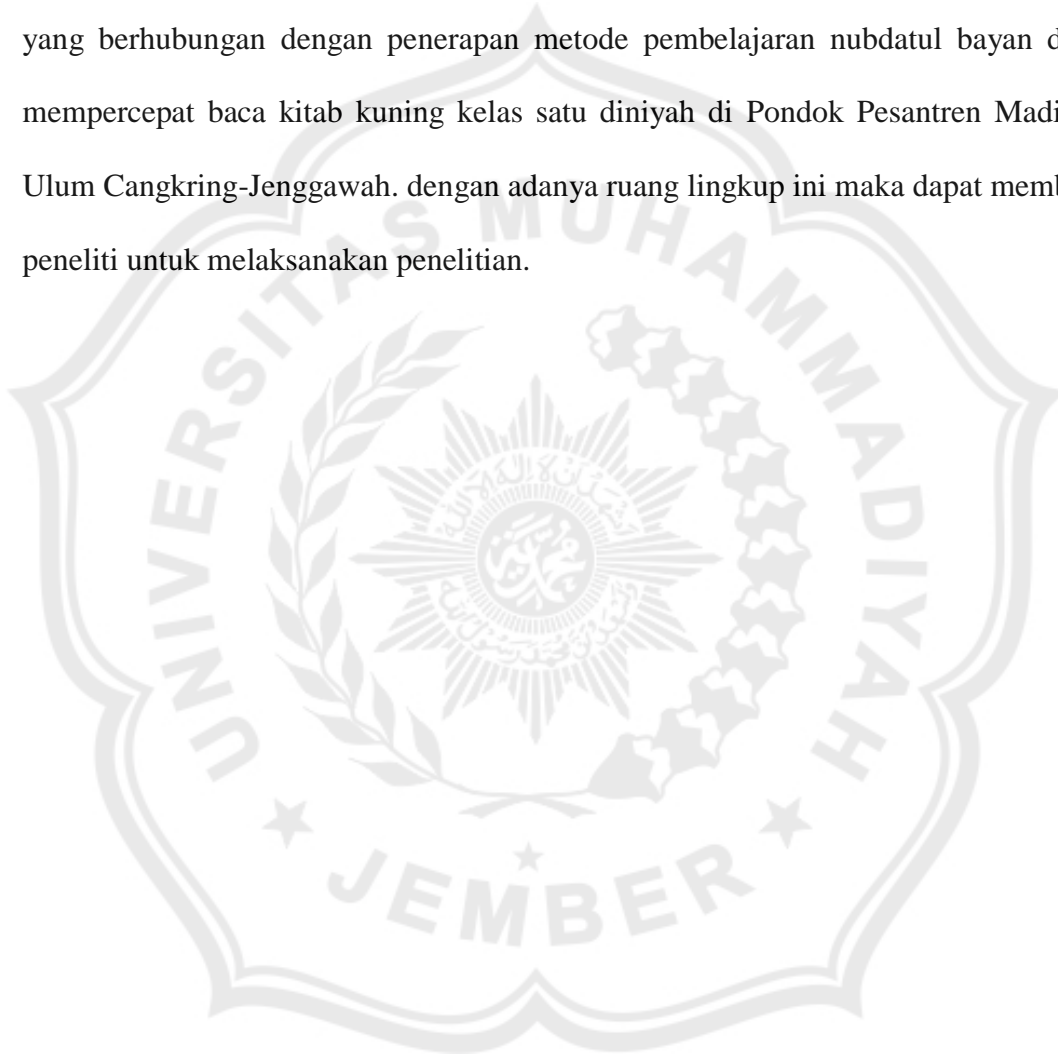 yang berhubungan dengan penerapan metode pembelajaran nubdatul bayan d
mempercepat baca kitab kuning kelas satu diniyah di Pondok Pesantren Madi
Ulum Cangkring-Jenggawah. dengan adanya ruang lingkup ini maka dapat mem
peneliti untuk melaksanakan penelitian.
UNIVERSITAS MUHAMMADIYAH
JEMBER